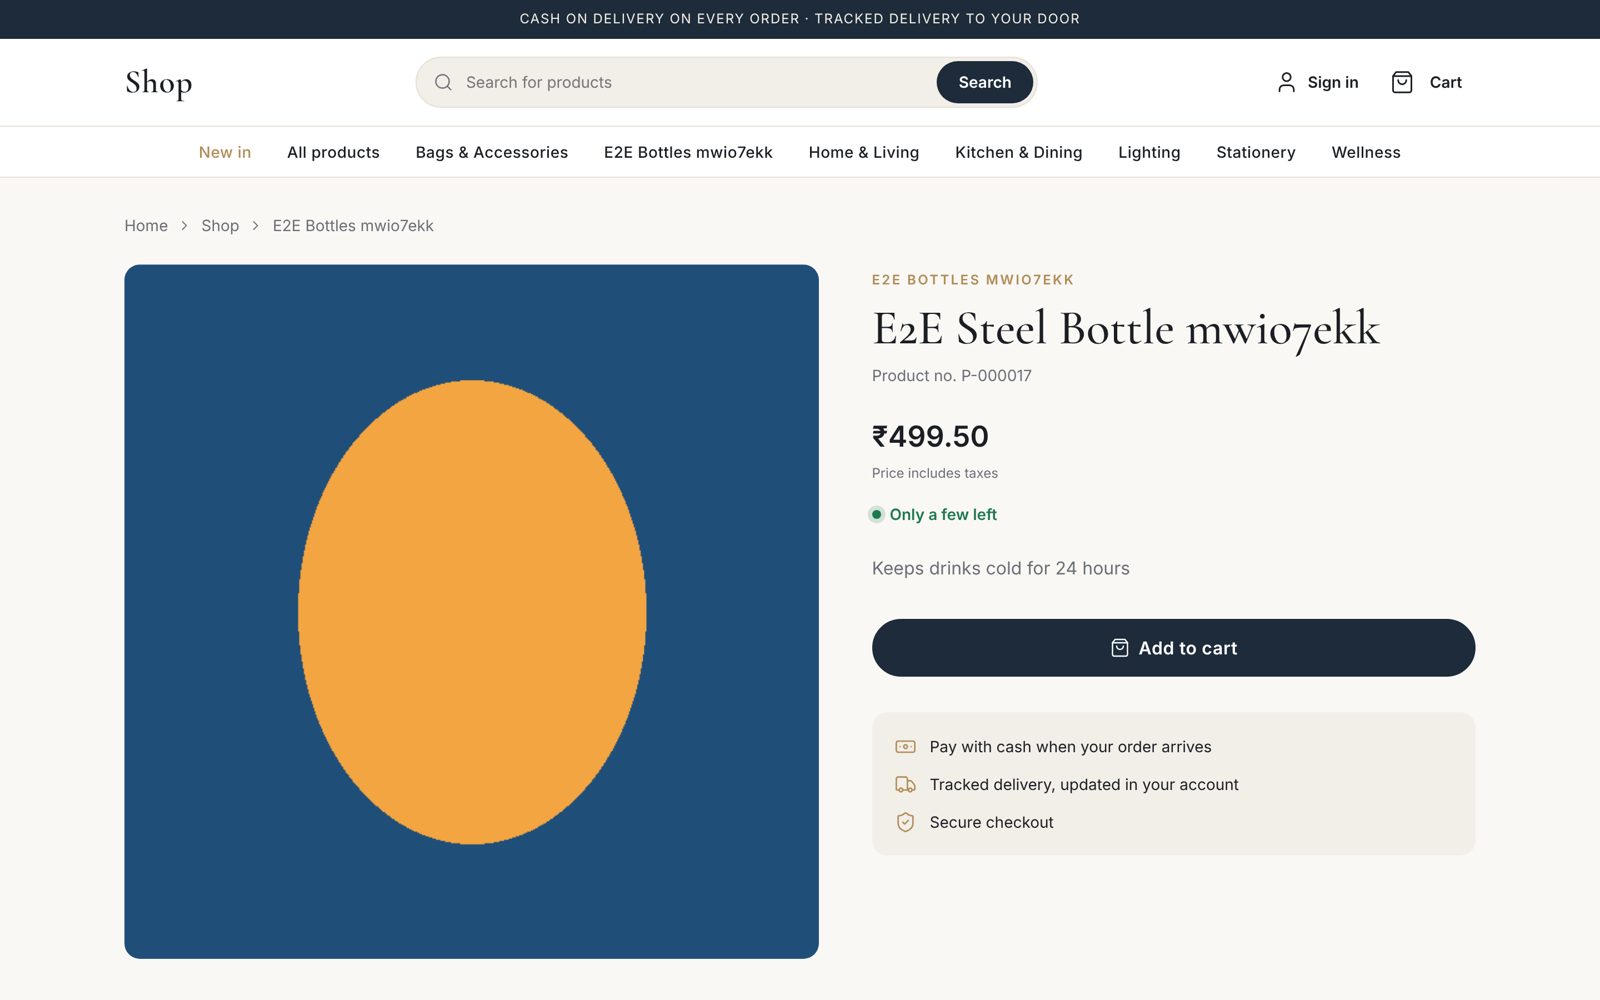 CASH ON DELIVERY ON EVERY ORDER · TRACKED DELIVERY TO YOUR DOOR
Shop
Search for products
Search
Sign in
Cart
New in
All products
Bags & Accessories
E2E Bottles mwio7ekk
Home & Living
Kitchen & Dining
Lighting
Stationery
Wellness
Home > Shop > E2E Bottles mwio7ekk
E2E BOTTLES MWIO7EKK
E2E Steel Bottle mwio7ekk
Product no. P-000017
₹499.50
Price includes taxes
Only a few left
Keeps drinks cold for 24 hours
Add to cart
Pay with cash when your order arrives
Tracked delivery, updated in your account
Secure checkout